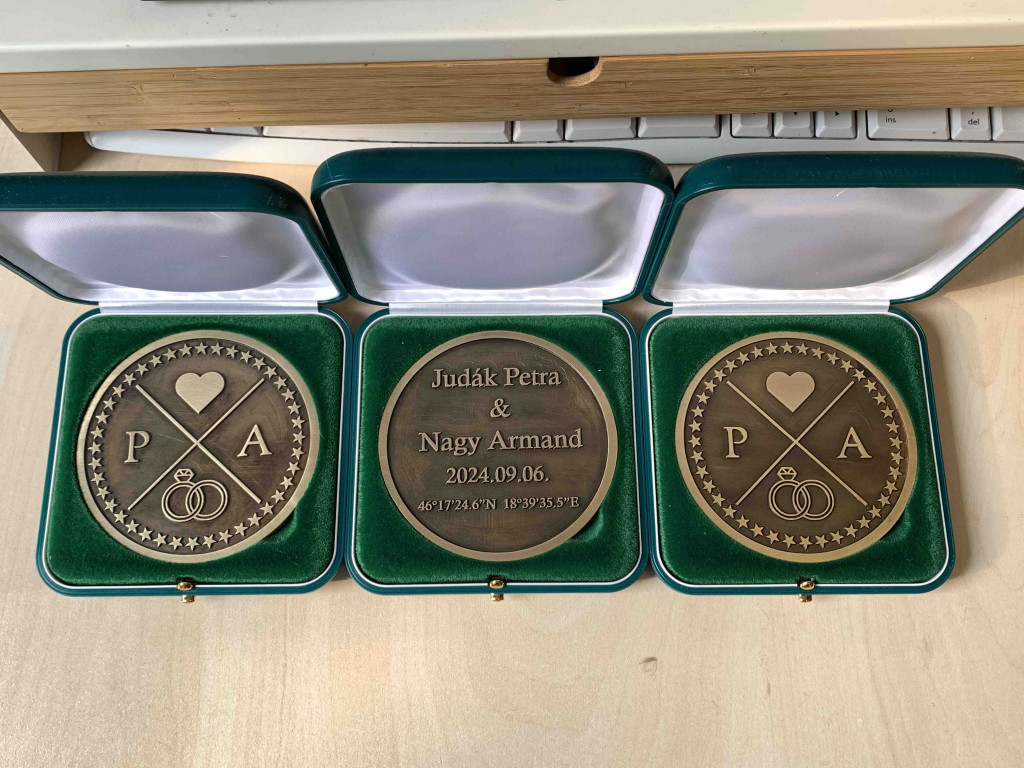 ins
del
P A
Judák Petra
&
Nagy Armand
2024.09.06.
46°17'24.6"N 18°39'35.5"E
P A